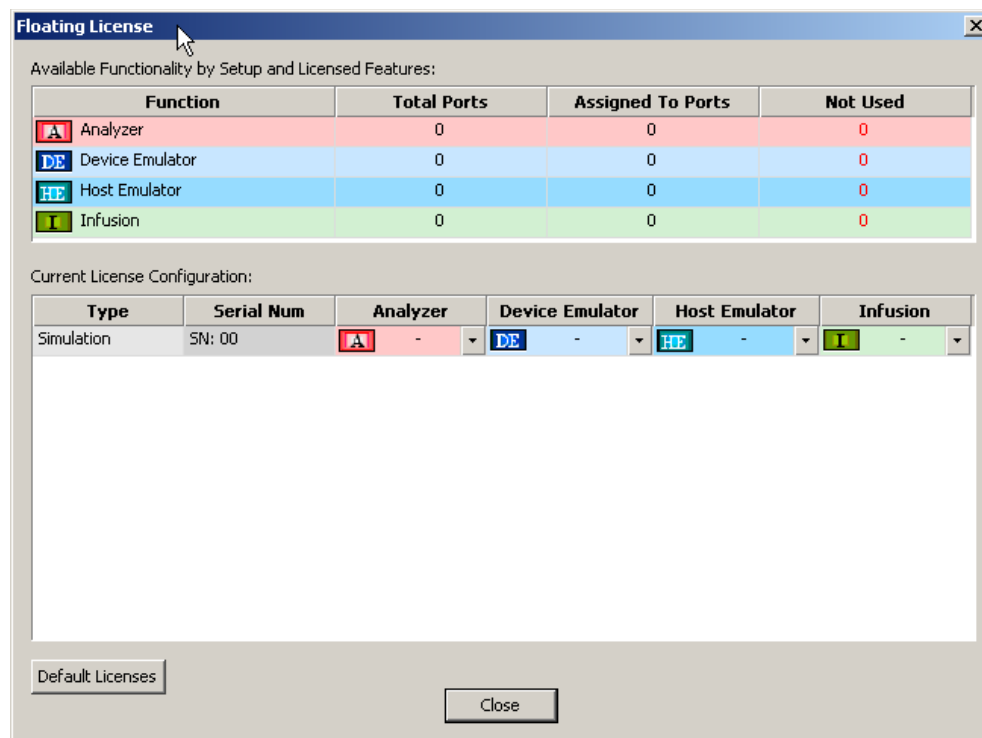 Floating License
Available Functionality by Setup and Licensed Features:
Function Total Ports Assigned To Ports Not Used
A Analyzer 0 0 0
DE Device Emulator 0 0 0
HE Host Emulator 0 0 0
I Infusion 0 0 0
Current License Configuration:
Type Serial Num Analyzer Device Emulator Host Emulator Infusion
Simulation SN: 00 A - DE - HE - I -
Default Licenses
Close